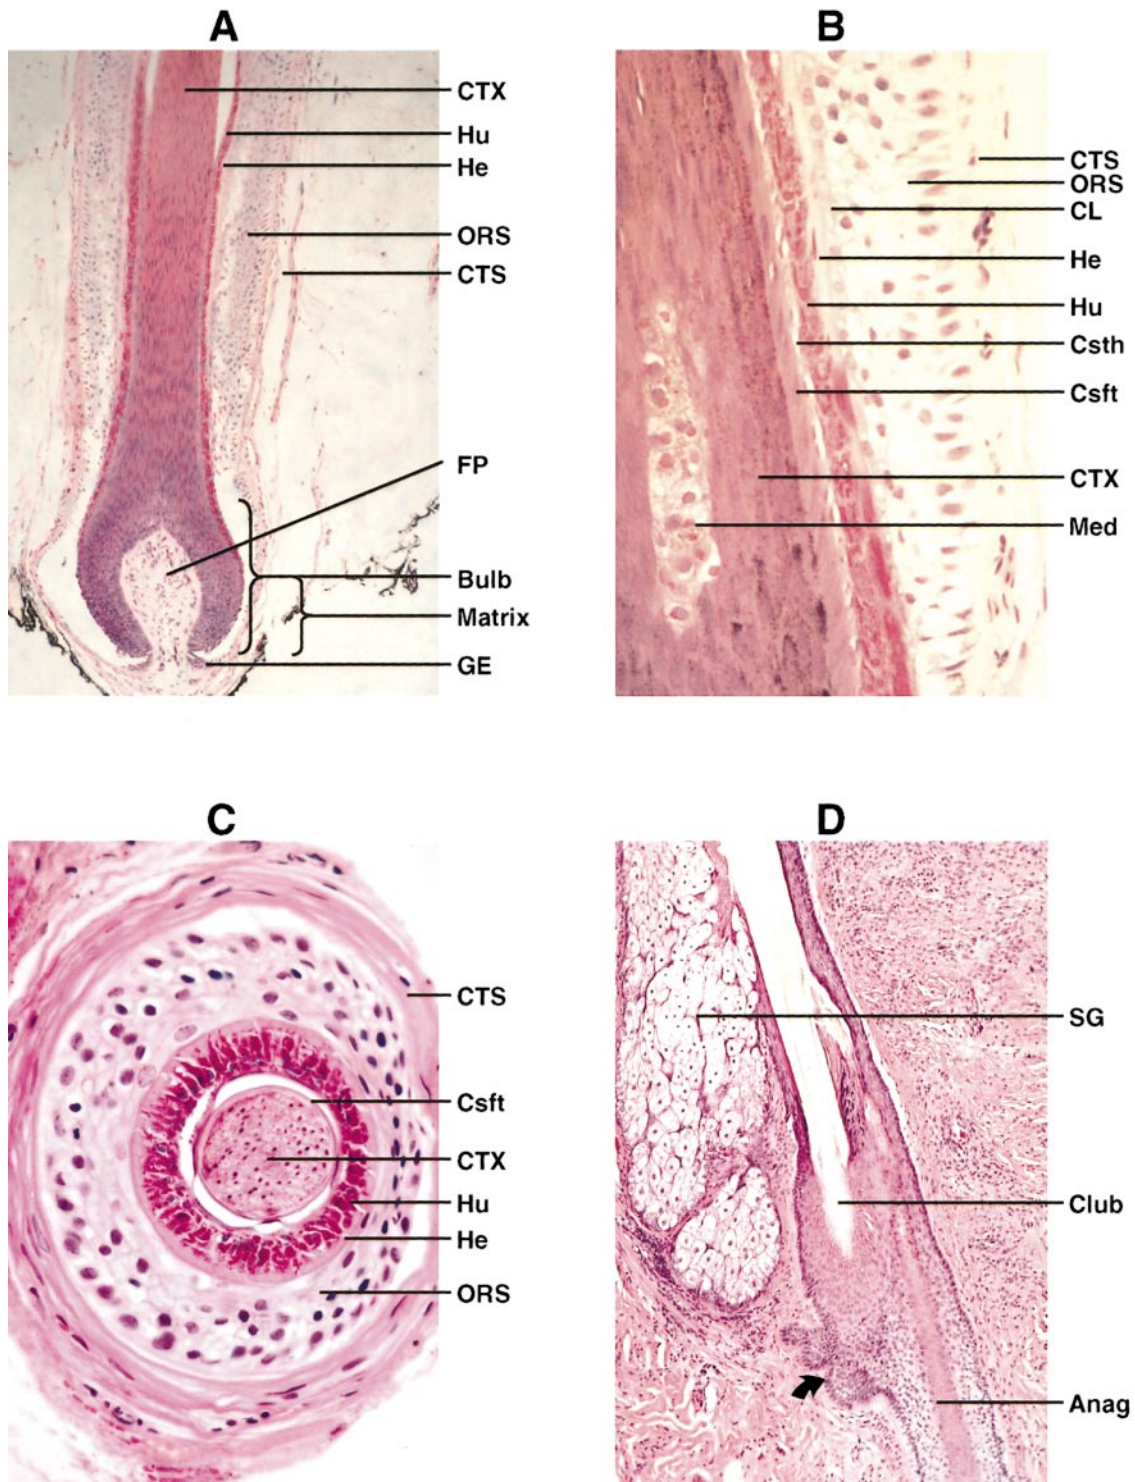 A
CTX
Hu
He
ORS
CTS
FP
Bulb
Matrix
GE
B
CTS
ORS
CL
He
Hu
Csth
Csft
CTX
Med
C
CTS
Csft
CTX
Hu
He
ORS
D
SG
Club
Anag